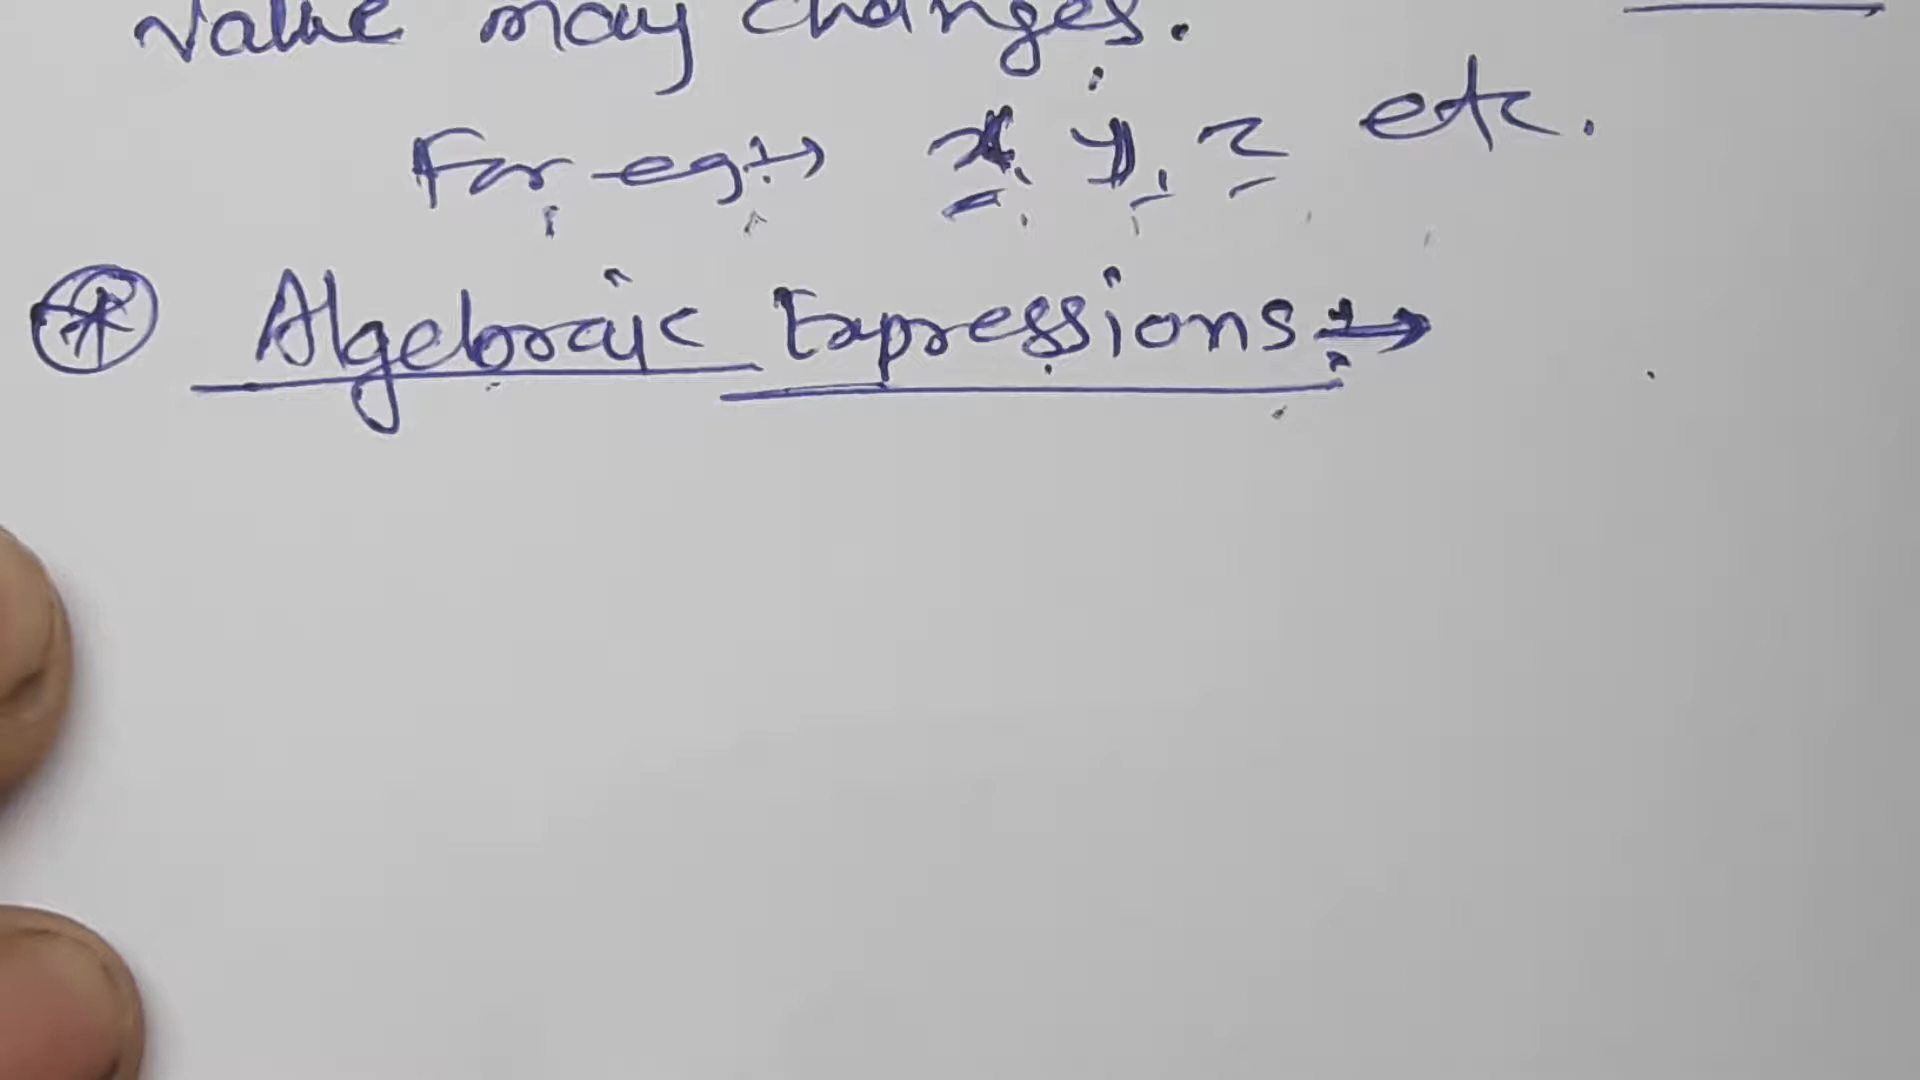 Value may changes.
For eg:→ x, y, z etc.
* Algebraic Expressions:→